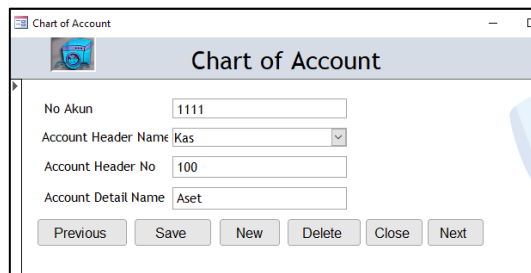 Chart of Account
Chart of Account
No Akun 1111
Account Header Name Kas
Account Header No 100
Account Detail Name Aset
Previous Save New Delete Close Next